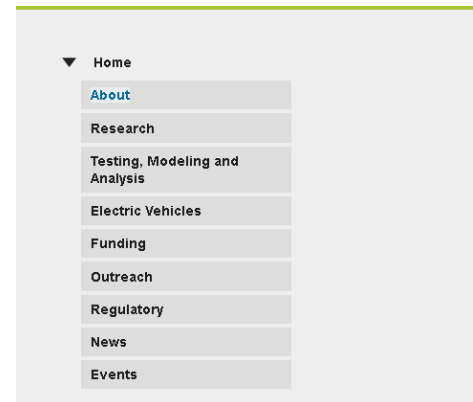 Home
About
Research
Testing, Modeling and
Analysis
Electric Vehicles
Funding
Outreach
Regulatory
News
Events